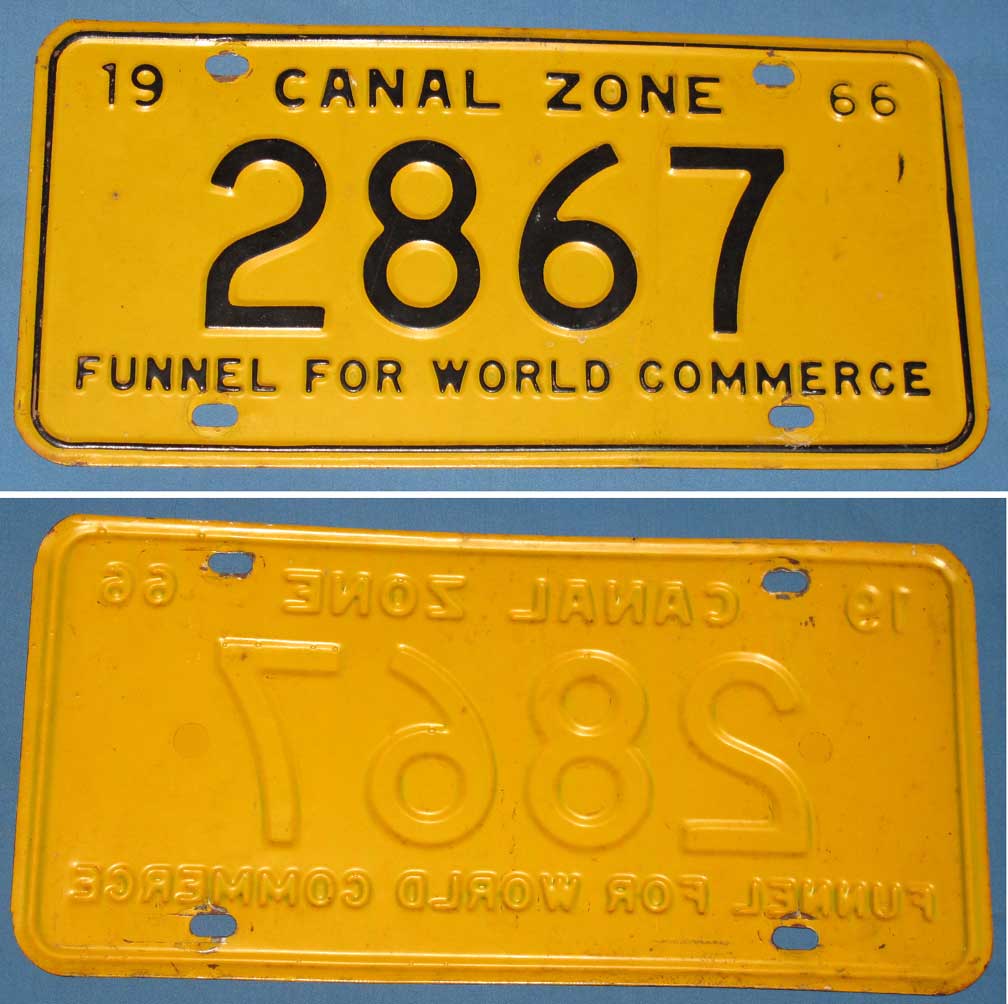 19 CANAL ZONE 66
2867
FUNNEL FOR WORLD COMMERCE
19 CANAL ZONE 66
2867
FUNNEL FOR WORLD COMMERCE